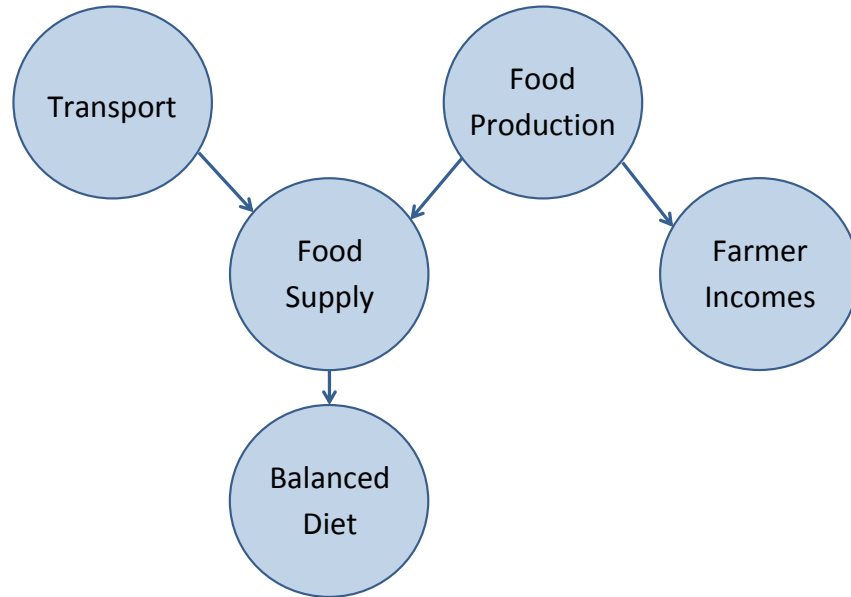 Transport
Food
Production
Food
Supply
Farmer
Incomes
Balanced
Diet